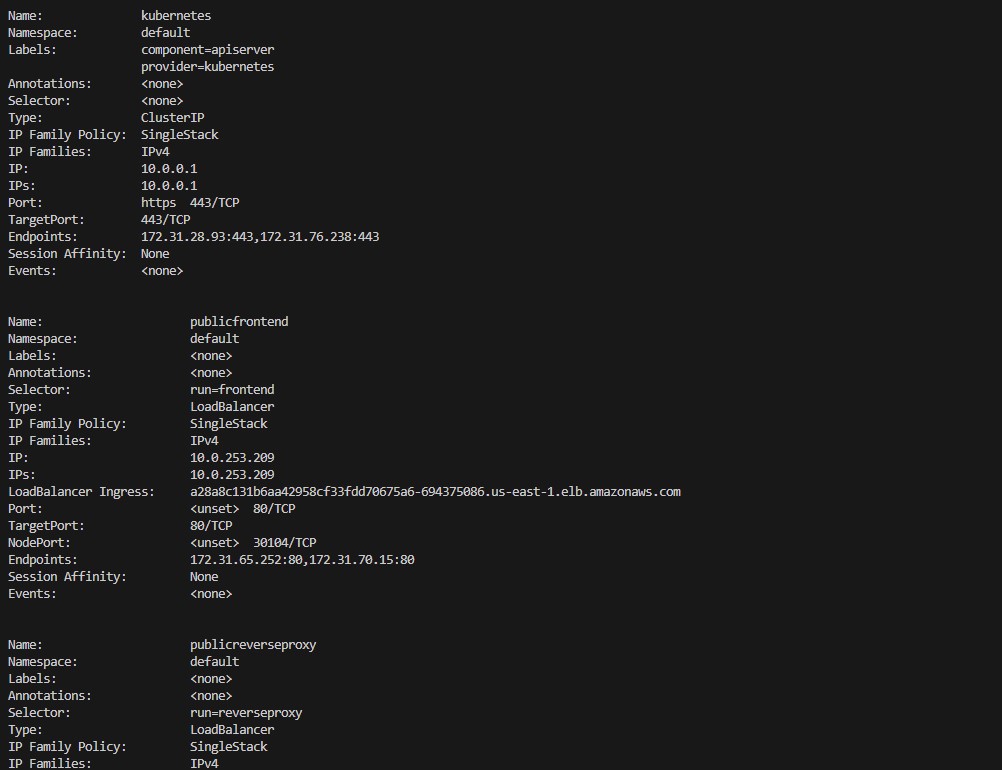 Name:              kubernetes
Namespace:         default
Labels:            component=apiserver
                   provider=kubernetes
Annotations:       <none>
Selector:          <none>
Type:              ClusterIP
IP Family Policy:  SingleStack
IP Families:       IPv4
IP:                10.0.0.1
IPs:               10.0.0.1
Port:              https  443/TCP
TargetPort:        443/TCP
Endpoints:         172.31.28.93:443,172.31.76.238:443
Session Affinity:  None
Events:            <none>

Name:                     publicfrontend
Namespace:                default
Labels:                   <none>
Annotations:              <none>
Selector:                 run=frontend
Type:                     LoadBalancer
IP Family Policy:         SingleStack
IP Families:              IPv4
IP:                       10.0.253.209
IPs:                      10.0.253.209
LoadBalancer Ingress:     a28a8c131b6aa42958cf33fdd70675a6-694375086.us-east-1.elb.amazonaws.com
Port:                     <unset>  80/TCP
TargetPort:               80/TCP
NodePort:                 <unset>  30104/TCP
Endpoints:                172.31.65.252:80,172.31.70.15:80
Session Affinity:         None
Events:                   <none>

Name:                     publicreverseproxy
Namespace:                default
Labels:                   <none>
Annotations:              <none>
Selector:                 run=reverseproxy
Type:                     LoadBalancer
IP Family Policy:         SingleStack
IP Families:              IPv4